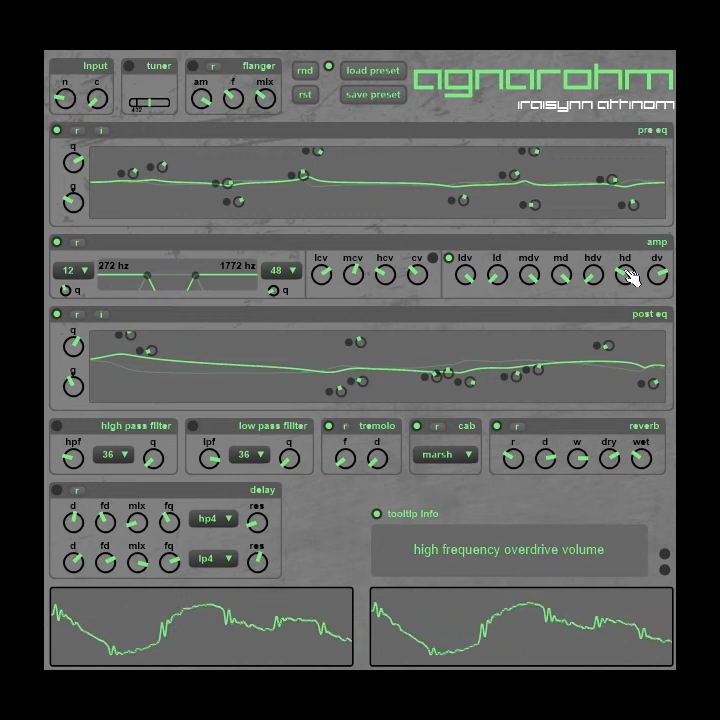 input
tuner
r flanger
n c
am f mix
432
rnd
load preset
rst
save preset
agnarohm
iraisynn attinom
r i pre eq
q
g
r amp
12 272 hz 1772 hz 48
q q
lcv mcv hcv cv
ldv ld mdv md hdv hd dv
r i post eq
q
g
high pass filter
hpf 36 q
low pass filter
lpf 36 q
r tremolo
f d
r cab
marsh
r reverb
r d w dry wet
r delay
d fd mix fq hp4 res
d fd mix fq lp4 res
tooltip info
high frequency overdrive volume